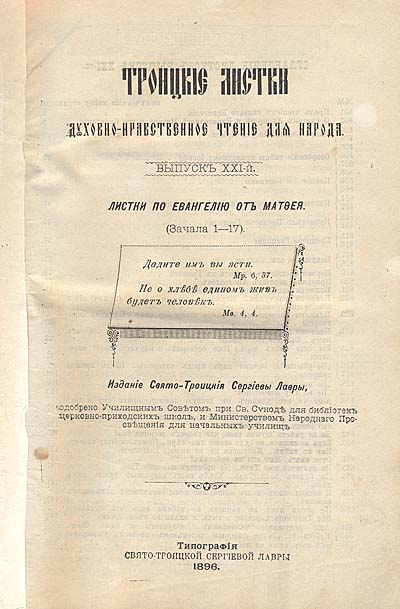 ТРОИЦКІЕ ЛИСТКИ
ДУХОВНО-НРАВСТВЕННОЕ ЧТЕНІЕ ДЛЯ НАРОДА.
ВЫПУСКЪ XXI-й.
ЛИСТКИ ПО ЕВАНГЕЛІЮ ОТЪ МАТѲЕЯ.
(Зачала 1—17).
Дадите имъ вы ясти.
Мр. 6, 37.
Не о хлѣбѣ единомъ живъ
будетъ человѣкъ.
Мѳ. 4, 4.
Изданіе Свято-Троицкія Сергіевы Лавры,
одобрено Училищнымъ Совѣтомъ при Св. Сѵнодѣ для библіотекъ
церковно-приходскихъ школъ, и Министерствомъ Народнаго Про-
свѣщенія для начальныхъ училищъ
Типографія
СВЯТО-ТРОИЦКОЙ СЕРГІЕВОЙ ЛАВРЫ
1896.